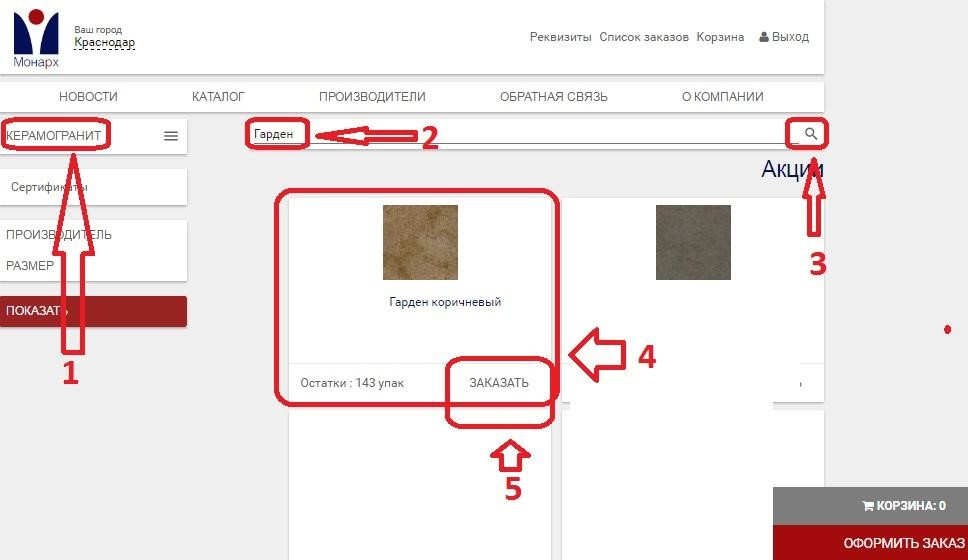 Ваш город
Краснодар
Монарх
Реквизиты Список заказов Корзина Выход
НОВОСТИ КАТАЛОГ ПРОИЗВОДИТЕЛИ ОБРАТНАЯ СВЯЗЬ О КОМПАНИИ
КЕРАМОГРАНИТ
Гарден
2
Акции
Сертификаты
ПРОИЗВОДИТЕЛЬ
РАЗМЕР
3
Гарден коричневый
ПОКАЗАТЬ
4
1
Остатки : 143 упак
ЗАКАЗАТЬ
5
КОРЗИНА: 0
ОФОРМИТЬ ЗАКАЗ